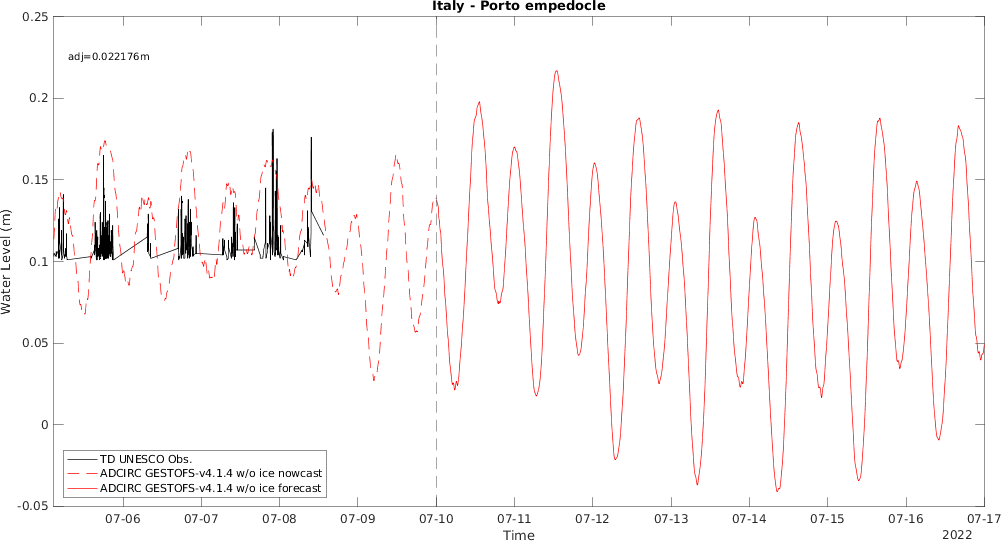 Italy - Porto empedocle
adj=0.022176m
0.25
0.2
0.15
0.1
0.05
0
-0.05
Water Level (m)
TD UNESCO Obs.
ADCIRC GESTOFS-v4.1.4 w/o ice nowcast
ADCIRC GESTOFS-v4.1.4 w/o ice forecast
07-06 07-07 07-08 07-09 07-10 07-11 07-12 07-13 07-14 07-15 07-16 07-17
Time
2022